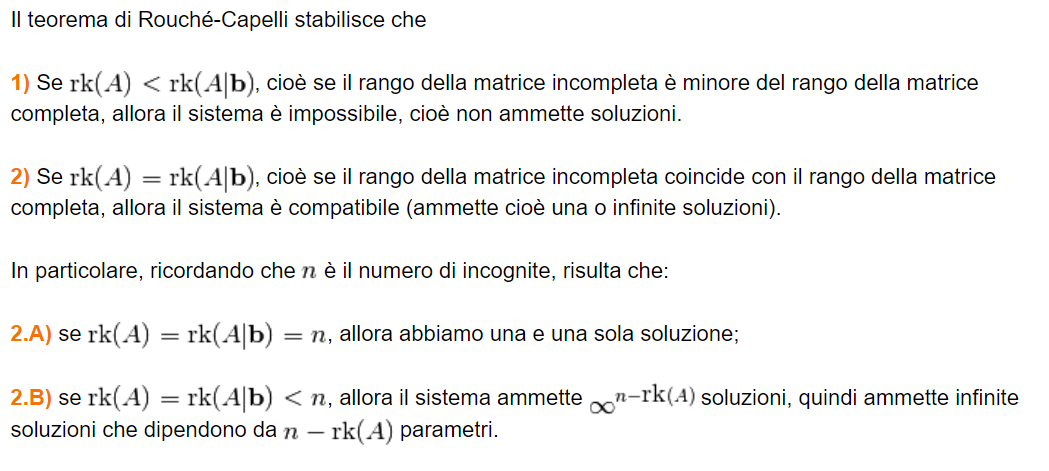 Il teorema di Rouché-Capelli stabilisce che
1) Se rk(A) < rk(A|b), cioè se il rango della matrice incompleta è minore del rango della matrice
completa, allora il sistema è impossibile, cioè non ammette soluzioni.
2) Se rk(A) = rk(A|b), cioè se il rango della matrice incompleta coincide con il rango della matrice
completa, allora il sistema è compatibile (ammette cioè una o infinite soluzioni).
In particolare, ricordando che n è il numero di incognite, risulta che:
2.A) se rk(A) = rk(A|b) = n, allora abbiamo una e una sola soluzione;
2.B) se rk(A) = rk(A|b) < n, allora il sistema ammette ∞^{n−rk(A)} soluzioni, quindi ammette infinite
soluzioni che dipendono da n − rk(A) parametri.